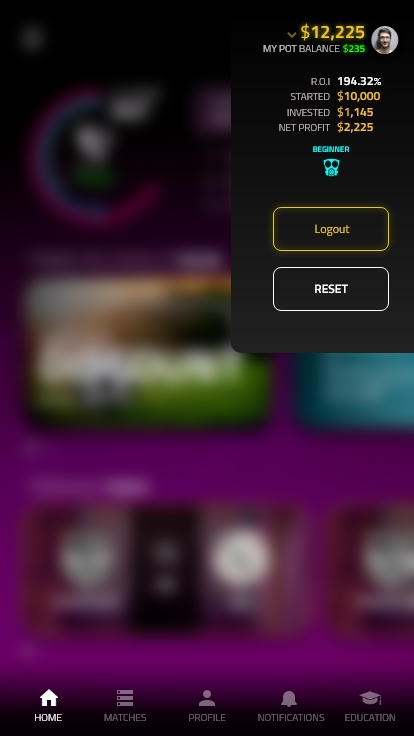 $12,225
MY POT BALANCE $235
R.O.I 194.32%
STARTED $10,000
INVESTED $1,145
NET PROFIT $2,225
BEGINNER
Logout
RESET
HOME
MATCHES
PROFILE
NOTIFICATIONS
EDUCATION